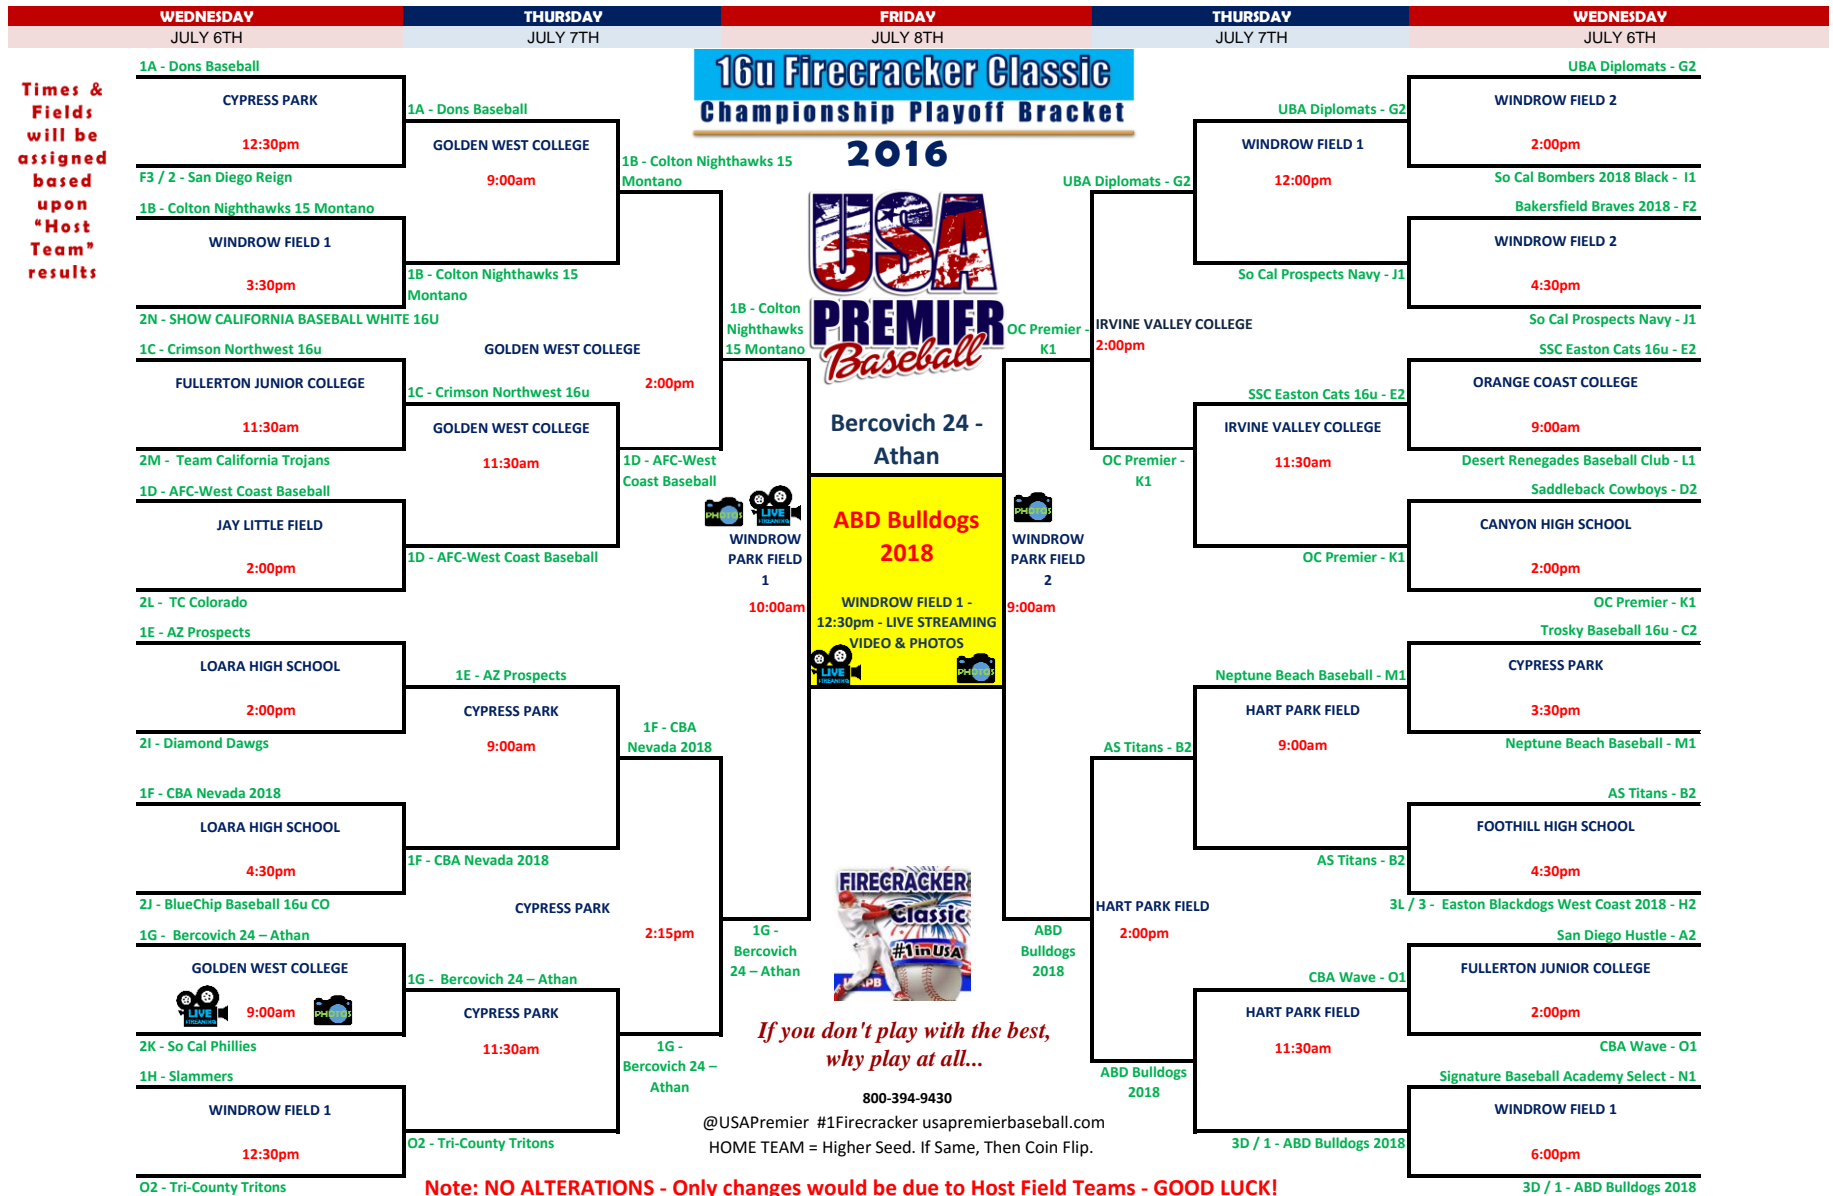 WEDNESDAY
THURSDAY
FRIDAY
THURSDAY
WEDNESDAY
JULY 6TH
JULY 7TH
JULY 8TH
JULY 7TH
JULY 6TH
Times &
Fields
will be
assigned
based
upon
“Host
Team”
results
16u Firecracker Classic
Championship Playoff Bracket
2016
USA
PREMIER
Baseball
1A - Dons Baseball
CYPRESS PARK
12:30pm
F3 / 2 - San Diego Reign
1B - Colton Nighthawks 15 Montano
WINDROW FIELD 1
3:30pm
2N - SHOW CALIFORNIA BASEBALL WHITE 16U
1C - Crimson Northwest 16u
FULLERTON JUNIOR COLLEGE
11:30am
2M - Team California Trojans
1D - AFC-West Coast Baseball
JAY LITTLE FIELD
2:00pm
2L - TC Colorado
1E - AZ Prospects
LOARA HIGH SCHOOL
2:00pm
2I - Diamond Dawgs
1F - CBA Nevada 2018
LOARA HIGH SCHOOL
4:30pm
2J - BlueChip Baseball 16u CO
1G - Bercovich 24 – Athan
GOLDEN WEST COLLEGE
LIVE
STREAMING
9:00am
PHOTOS
2K - So Cal Phillies
1H - Slammers
WINDROW FIELD 1
12:30pm
O2 - Tri-County Tritons
1A - Dons Baseball
GOLDEN WEST COLLEGE
9:00am
1B - Colton Nighthawks 15
Montano
GOLDEN WEST COLLEGE
2:00pm
1C - Crimson Northwest 16u
GOLDEN WEST COLLEGE
11:30am
1D - AFC-West Coast Baseball
1E - AZ Prospects
CYPRESS PARK
9:00am
1F - CBA Nevada 2018
CYPRESS PARK
2:15pm
1G - Bercovich 24 – Athan
CYPRESS PARK
11:30am
O2 - Tri-County Tritons
1B - Colton Nighthawks 15
Montano
1D - AFC-West
Coast Baseball
1F - CBA
Nevada 2018
1G -
Bercovich 24 –
Athan
1B - Colton
Nighthawks
15 Montano
PHOTOS
LIVE
STREAMING
WINDROW
PARK FIELD
1
10:00am
1G -
Bercovich
24 – Athan
Bercovich 24 -
Athan
ABD Bulldogs
2018
WINDROW FIELD 1 -
12:30pm - LIVE STREAMING
VIDEO & PHOTOS
LIVE
STREAMING
PHOTOS
OC Premier -
K1
PHOTOS
WINDROW
PARK FIELD
2
9:00am
ABD
Bulldogs
2018
FIRECRACKER
Classic
#1inUSA
If you don't play with the best,
why play at all...
800-394-9430
@USAPremier #1Firecracker usapremierbaseball.com
HOME TEAM = Higher Seed. If Same, Then Coin Flip.
UBA Diplomats - G2
IRVINE VALLEY COLLEGE
2:00pm
OC Premier -
K1
AS Titans - B2
HART PARK FIELD
2:00pm
ABD Bulldogs
2018
UBA Diplomats - G2
WINDROW FIELD 1
12:00pm
So Cal Prospects Navy - J1
SSC Easton Cats 16u - E2
IRVINE VALLEY COLLEGE
11:30am
OC Premier - K1
Neptune Beach Baseball - M1
HART PARK FIELD
9:00am
AS Titans - B2
CBA Wave - O1
HART PARK FIELD
11:30am
3D / 1 - ABD Bulldogs 2018
UBA Diplomats - G2
WINDROW FIELD 2
2:00pm
So Cal Bombers 2018 Black - I1
Bakersfield Braves 2018 - F2
WINDROW FIELD 2
4:30pm
So Cal Prospects Navy - J1
SSC Easton Cats 16u - E2
ORANGE COAST COLLEGE
9:00am
Desert Renegades Baseball Club - L1
Saddleback Cowboys - D2
CANYON HIGH SCHOOL
2:00pm
OC Premier - K1
Trosky Baseball 16u - C2
CYPRESS PARK
3:30pm
Neptune Beach Baseball - M1
AS Titans - B2
FOOTHILL HIGH SCHOOL
4:30pm
3L / 3 - Easton Blackdogs West Coast 2018 - H2
San Diego Hustle - A2
FULLERTON JUNIOR COLLEGE
2:00pm
CBA Wave - O1
Signature Baseball Academy Select - N1
WINDROW FIELD 1
6:00pm
3D / 1 - ABD Bulldogs 2018
Note: NO ALTERATIONS - Only changes would be due to Host Field Teams - GOOD LUCK!